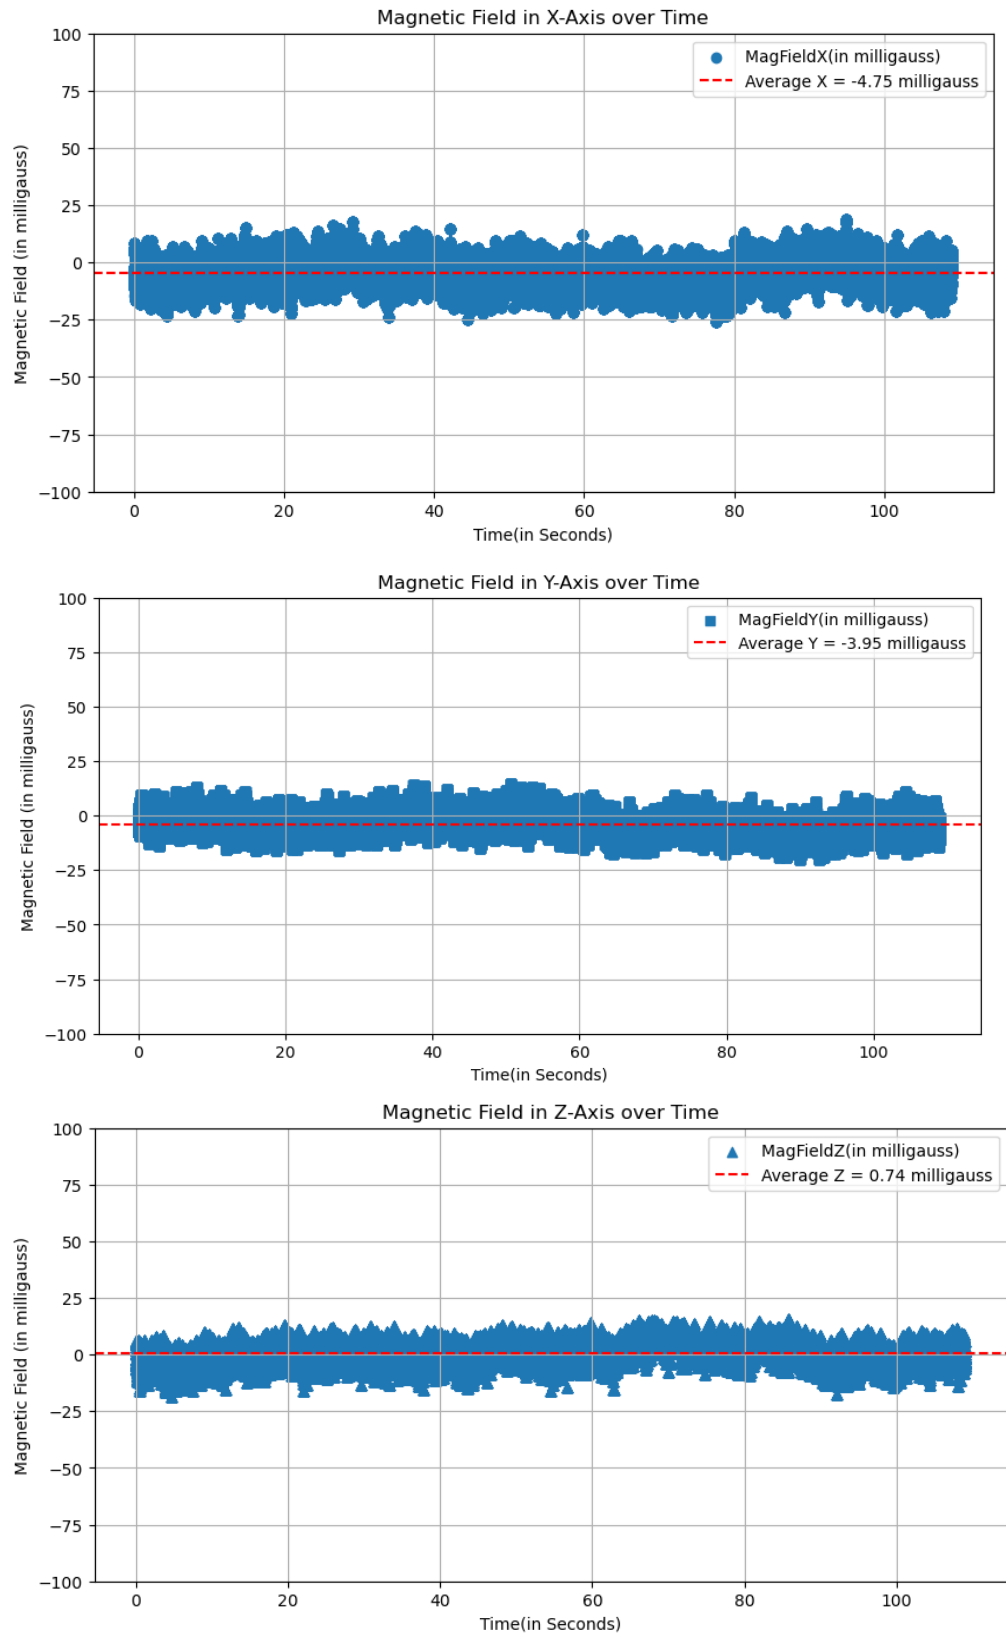 Magnetic Field in X-Axis over Time
MagFieldX(in milligauss)
Average X = -4.75 milligauss
Magnetic Field (in milligauss)
100
75
50
25
0
−25
−50
−75
−100
0 20 40 60 80 100
Time(in Seconds)
Magnetic Field in Y-Axis over Time
MagFieldY(in milligauss)
Average Y = -3.95 milligauss
Magnetic Field (in milligauss)
100
75
50
25
0
−25
−50
−75
−100
0 20 40 60 80 100
Time(in Seconds)
Magnetic Field in Z-Axis over Time
MagFieldZ(in milligauss)
Average Z = 0.74 milligauss
Magnetic Field (in milligauss)
100
75
50
25
0
−25
−50
−75
−100
0 20 40 60 80 100
Time(in Seconds)